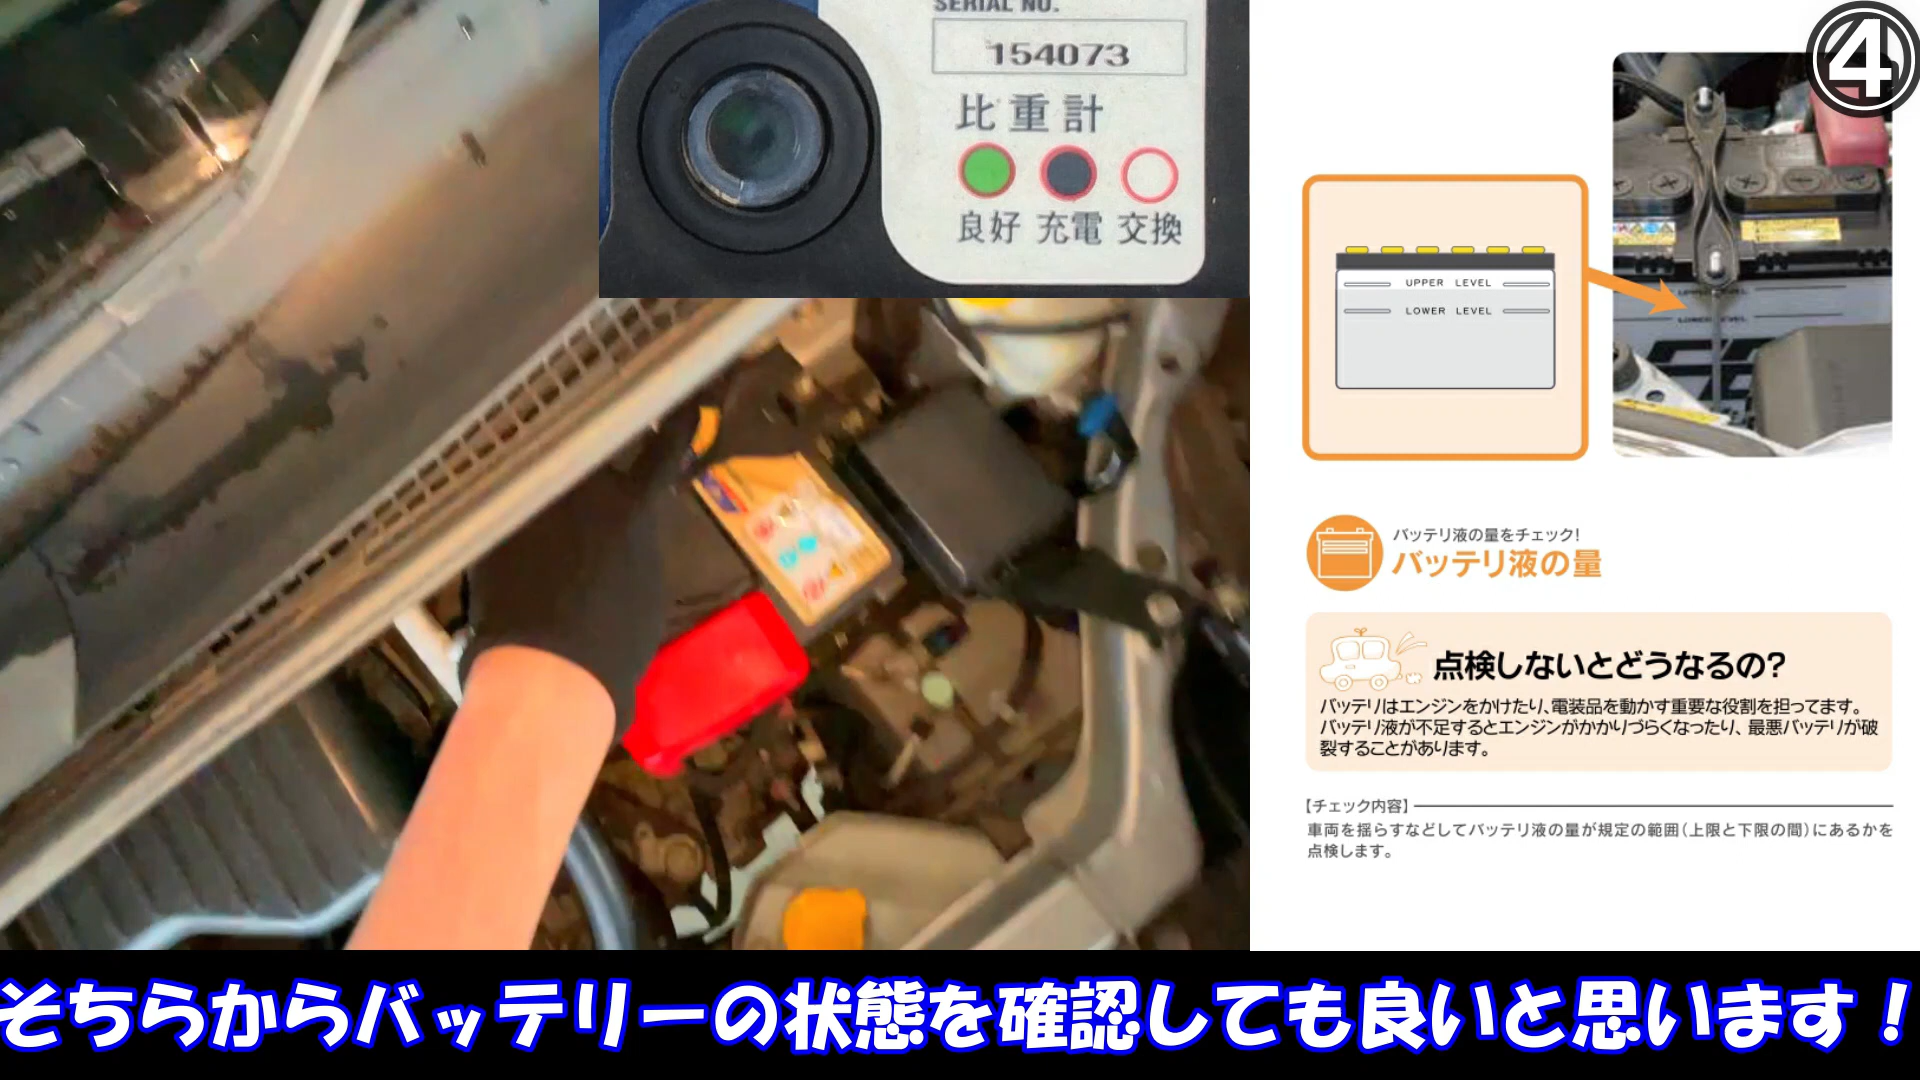 SERIAL NO.
154073
比重計
良好 充電 交換
④
UPPER LEVEL
LOWER LEVEL
LOWER LEVEL
バッテリ液の量をチェック!
バッテリ液の量
点検しないとどうなるの?
バッテリはエンジンをかけたり、電装品を動かす重要な役割を担ってます。
バッテリ液が不足するとエンジンがかかりづらくなったり、最悪バッテリが破
裂することがあります。
【チェック内容】
車両を揺らすなどしてバッテリ液の量が規定の範囲(上限と下限の間)にあるかを
点検します。
そちらからバッテリーの状態を確認しても良いと思います!